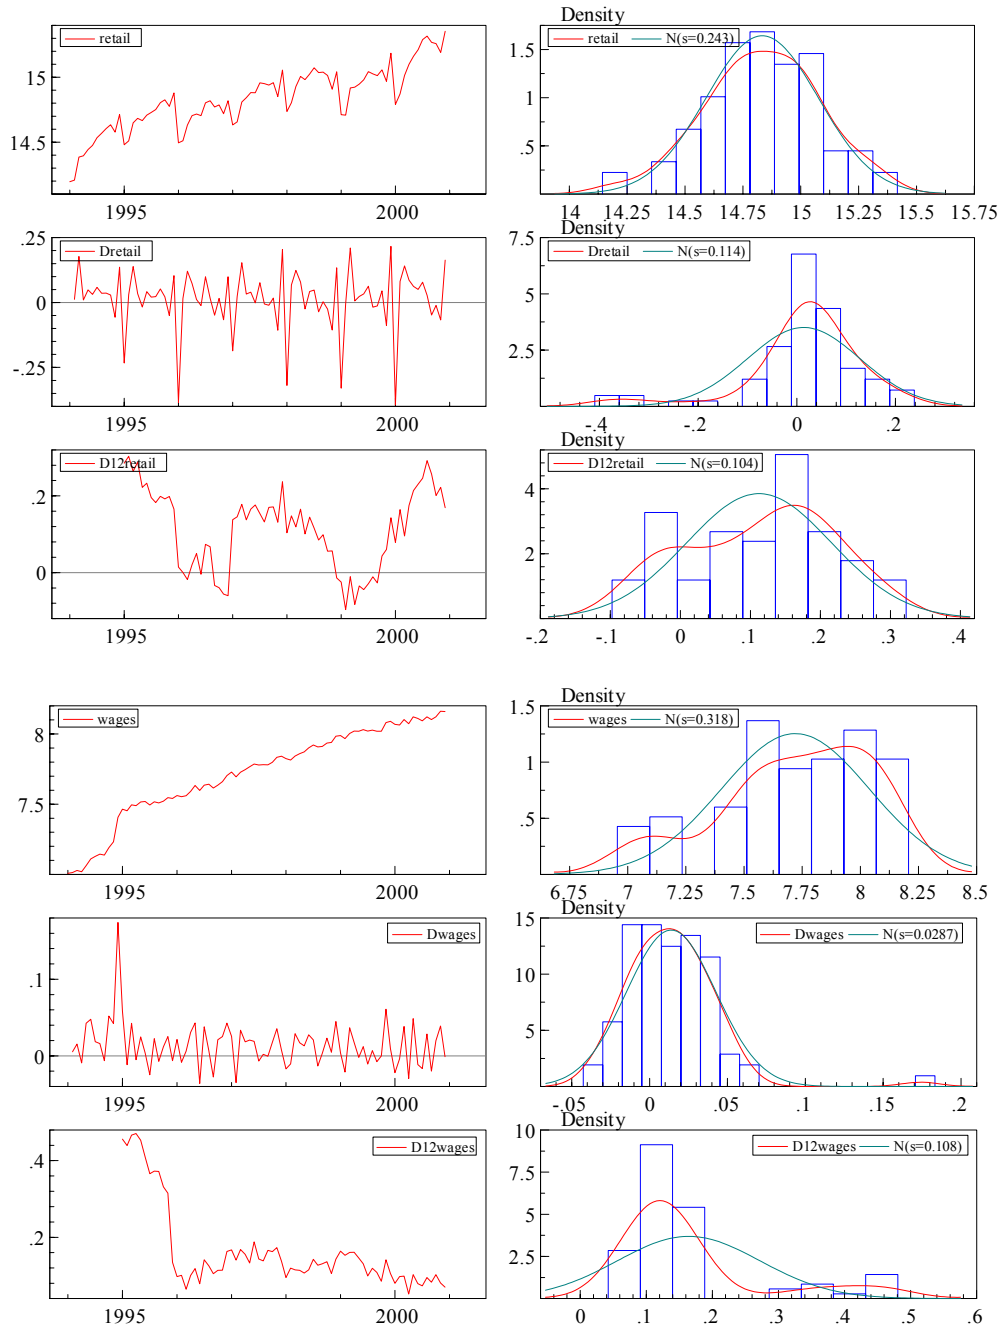 Density
retail
retail N(s=0.243)
15
14.5
1.5
1
.5
1995 2000
14 14.25 14.5 14.75 15 15.25 15.5 15.75
Density
Dretail
Dretail N(s=0.114)
.25
0
-.25
7.5
5
2.5
1995 2000
-.4 -.2 0 .2
Density
D12retail
D12retail N(s=0.104)
.2
0
4
2
1995 2000
-.2 -.1 0 .1 .2 .3 .4
Density
wages
wages N(s=0.318)
8
7.5
1.5
1
.5
1995 2000
6.75 7 7.25 7.5 7.75 8 8.25 8.5
Density
Dwages
Dwages N(s=0.0287)
.1
0
15
10
5
1995 2000
-.05 0 .05 .1 .15 .2
Density
D12wages
D12wages N(s=0.108)
.4
.2
10
7.5
5
2.5
1995 2000
0 .1 .2 .3 .4 .5 .6